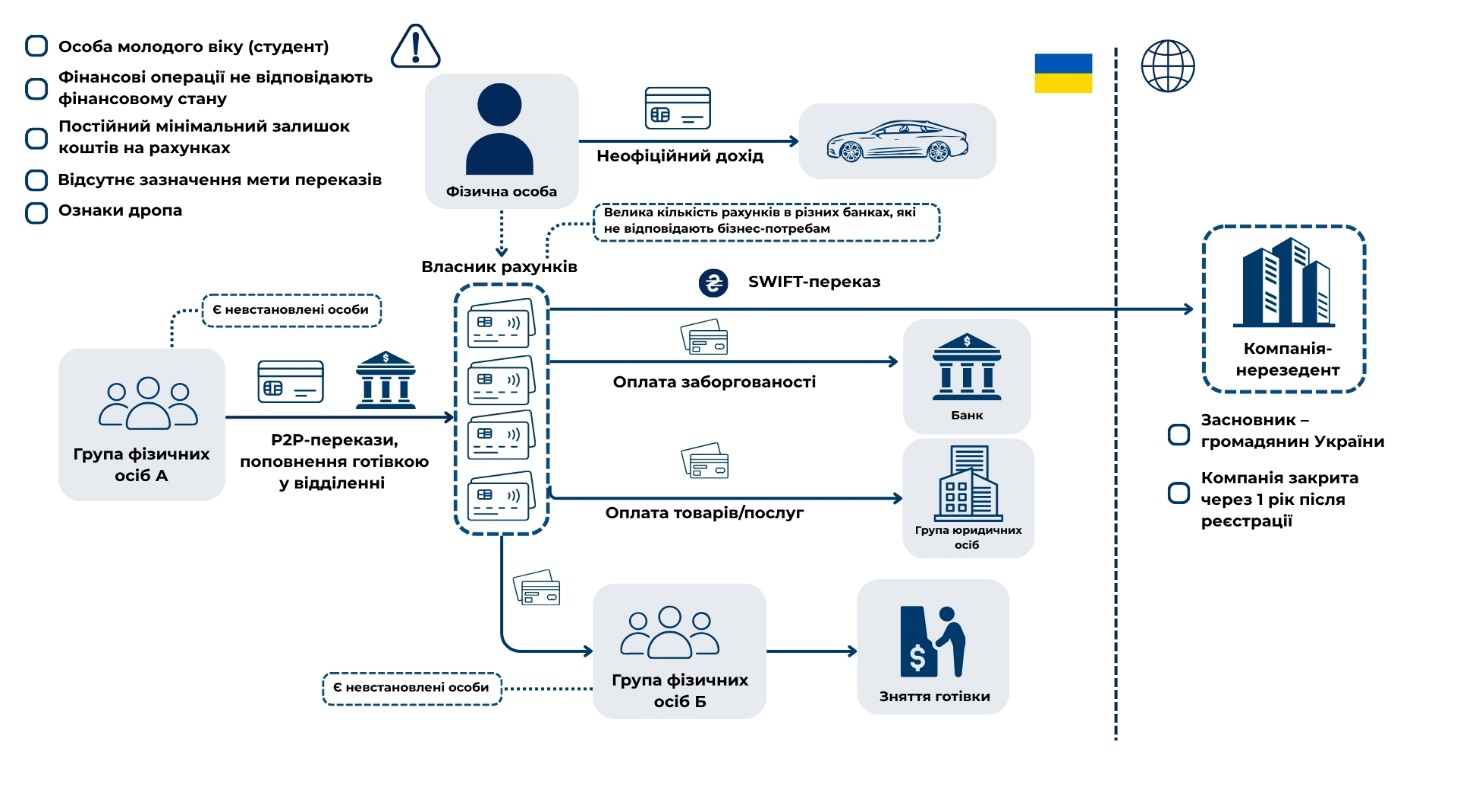 Особа молодого віку (студент)
Фінансові операції не відповідають
фінансовому стану
Постійний мінімальний залишок
коштів на рахунках
Відсутнє зазначення мети переказів
Ознаки дропа
Фізична особа
Неофіційний дохід
Велика кількість рахунків в різних банках, які
не відповідають бізнес-потребам
Власник рахунків
SWIFT-переказ
Є невстановлені особи
Група фізичних
осіб А
P2P-перекази,
поповнення готівкою
у відділенні
Оплата заборгованості
Банк
Оплата товарів/послуг
Група юридичних
осіб
Компанія-
нерезидент
Засновник –
громадянин України
Компанія закрита
через 1 рік після
реєстрації
Є невстановлені особи
Група фізичних
осіб Б
Зняття готівки